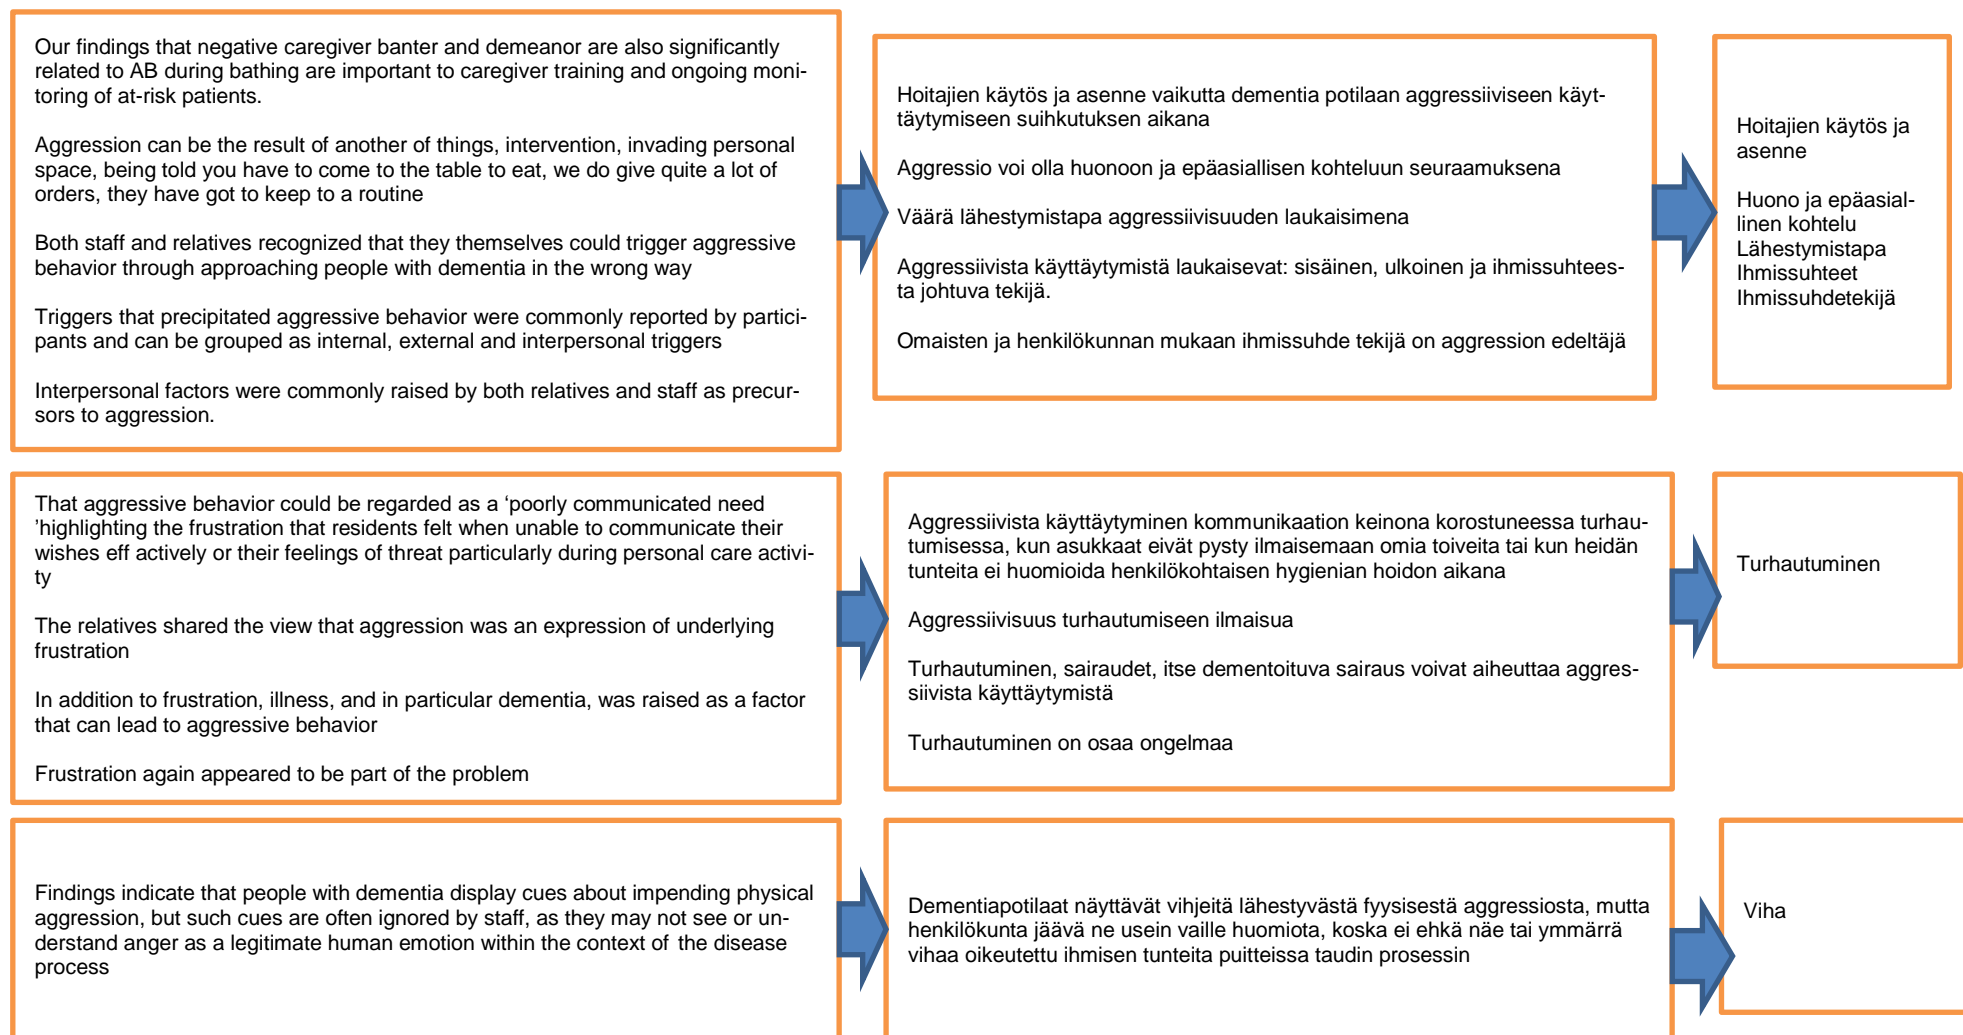 Our findings that negative caregiver banter and demeanor are also significantly
related to AB during bathing are important to caregiver training and ongoing moni-
toring of at-risk patients.
Aggression can be the result of another of things, intervention, invading personal
space, being told you have to come to the table to eat, we do give quite a lot of
orders, they have got to keep to a routine
Both staff and relatives recognized that they themselves could trigger aggressive
behavior through approaching people with dementia in the wrong way
Triggers that precipitated aggressive behavior were commonly reported by partici-
pants and can be grouped as internal, external and interpersonal triggers
Interpersonal factors were commonly raised by both relatives and staff as precur-
sors to aggression.
Hoitajien käytös ja asenne vaikutta dementia potilaan aggressiiviseen käyt-
täytymiseen suihkutuksen aikana
Aggressio voi olla huonoon ja epäasiallisen kohteluun seuraamuksena
Väärä lähestymistapa aggressiivisuuden laukaisimena
Aggressiivista käyttäytymistä laukaisevat: sisäinen, ulkoinen ja ihmissuhtees-
ta johtuva tekijä.
Omaisten ja henkilökunnan mukaan ihmissuhde tekijä on aggression edeltäjä
Hoitajien käytös ja
asenne
Huono ja epäasial-
linen kohtelu
Lähestymistapa
Ihmissuhteet
Ihmissuhdetekijä
That aggressive behavior could be regarded as a ‘poorly communicated need
’highlighting the frustration that residents felt when unable to communicate their
wishes eff actively or their feelings of threat particularly during personal care activi-
ty
The relatives shared the view that aggression was an expression of underlying
frustration
In addition to frustration, illness, and in particular dementia, was raised as a factor
that can lead to aggressive behavior
Frustration again appeared to be part of the problem
Aggressiivista käyttäytyminen kommunikaation keinona korostuneessa turhau-
tumisessa, kun asukkaat eivät pysty ilmaisemaan omia toiveita tai kun heidän
tunteita ei huomioida henkilökohtaisen hygienian hoidon aikana
Aggressiivisuus turhautumiseen ilmaisua
Turhautuminen, sairaudet, itse dementoituva sairaus voivat aiheuttaa aggres-
siivista käyttäytymistä
Turhautuminen on osaa ongelmaa
Turhautuminen
Findings indicate that people with dementia display cues about impending physical
aggression, but such cues are often ignored by staff, as they may not see or un-
derstand anger as a legitimate human emotion within the context of the disease
process
Dementiapotilaat näyttävät vihjeitä lähestyvästä fyysisestä aggressiosta, mutta
henkilökunta jäävä ne usein vaille huomiota, koska ei ehkä näe tai ymmärrä
vihaa oikeutettu ihmisen tunteita puitteissa taudin prosessin
Viha